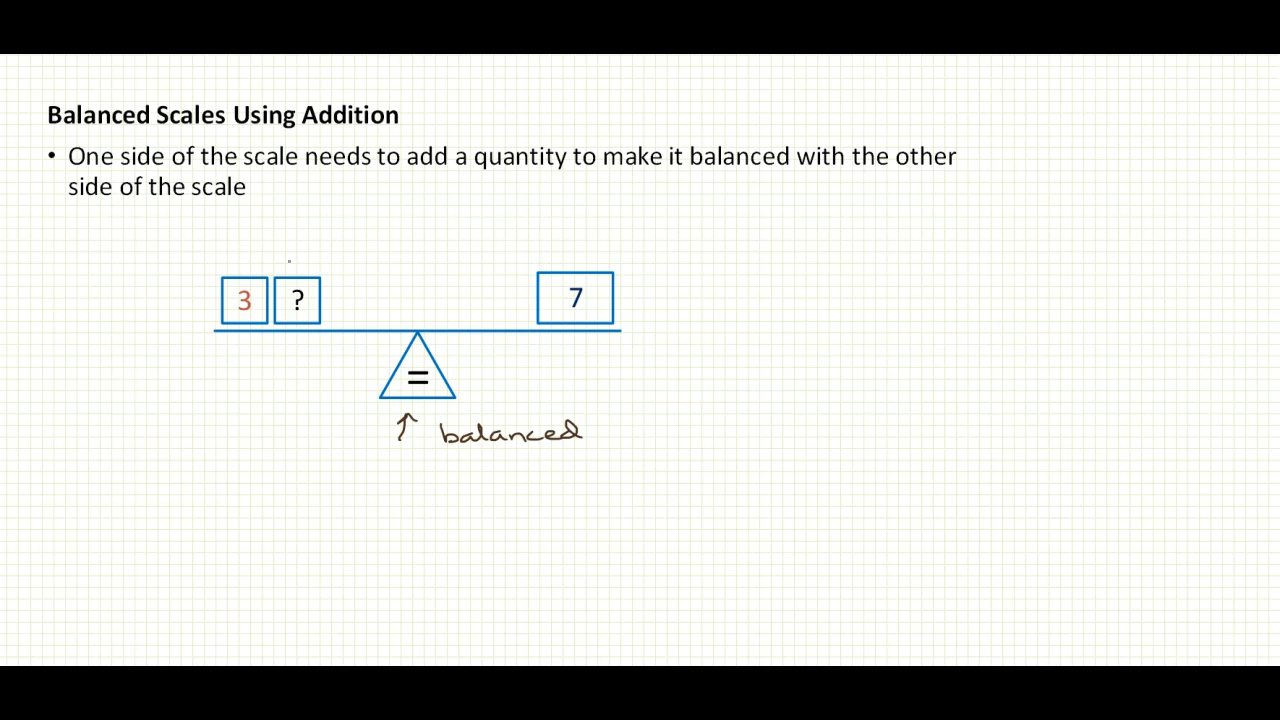 Balanced Scales Using Addition
• One side of the scale needs to add a quantity to make it balanced with the other
side of the scale
3 ? 7
=
↑ balanced